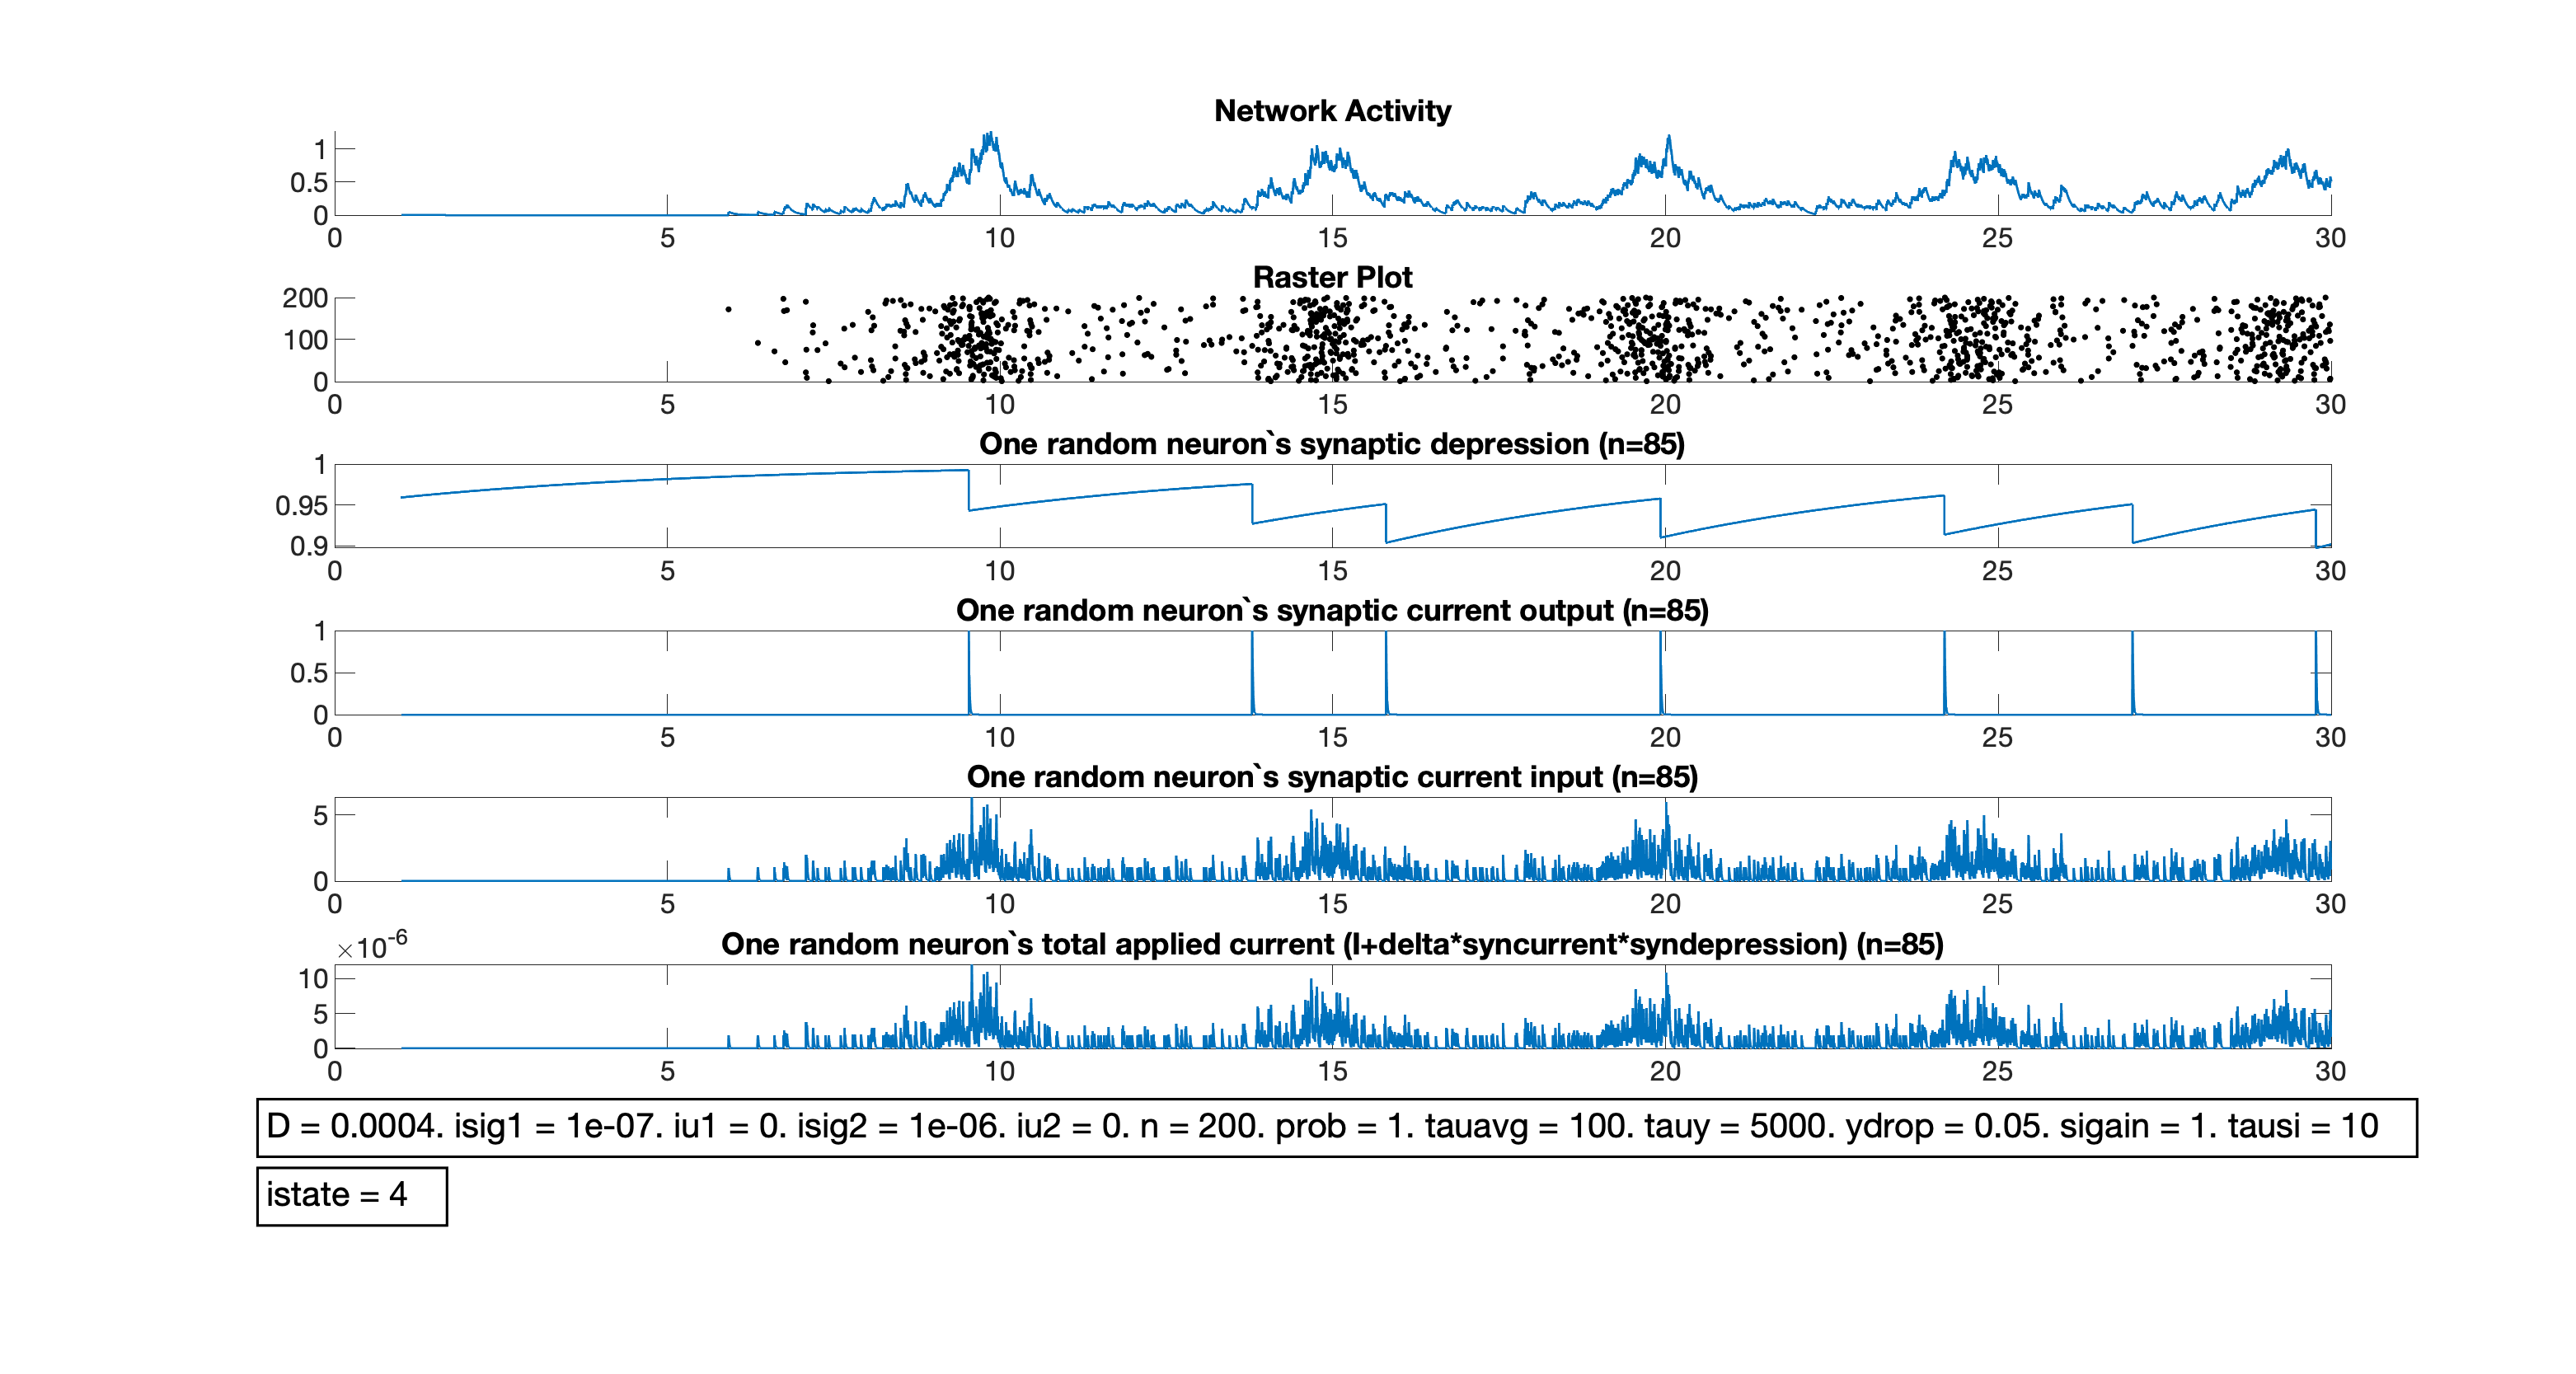 Network Activity
1
0.5
0
0 5 10 15 20 25 30
Raster Plot
200
100
0
0 5 10 15 20 25 30
One random neuron`s synaptic depression (n=85)
1
0.95
0.9
0 5 10 15 20 25 30
One random neuron`s synaptic current output (n=85)
1
0.5
0
0 5 10 15 20 25 30
One random neuron`s synaptic current input (n=85)
5
0
0 5 10 15 20 25 30
×10⁻⁶ One random neuron`s total applied current (I+delta*syncurrent*syndepression) (n=85)
10
5
0
0 5 10 15 20 25 30
D = 0.0004. isig1 = 1e-07. iu1 = 0. isig2 = 1e-06. iu2 = 0. n = 200. prob = 1. tauavg = 100. tauy = 5000. ydrop = 0.05. sigain = 1. tausi = 10
istate = 4